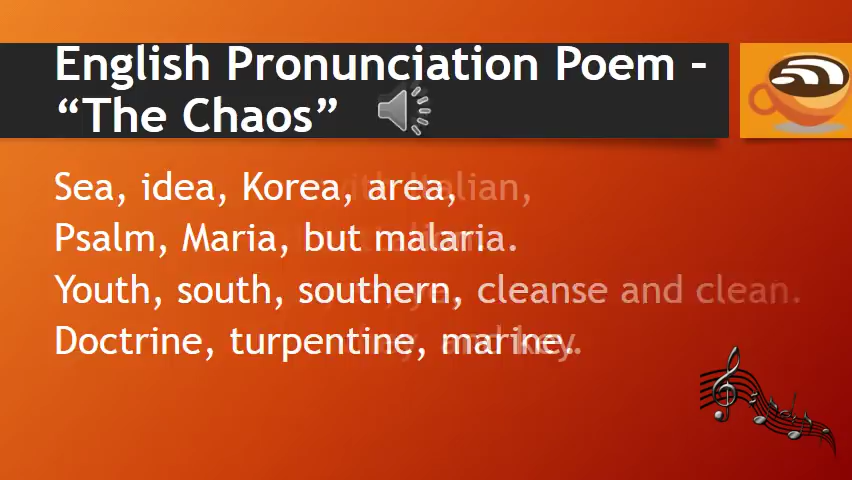 English Pronunciation Poem –
“The Chaos”
Sea, idea, Korea, area,
Psalm, Maria, but malaria.
Youth, south, southern, cleanse and clean.
Doctrine, turpentine, marine.